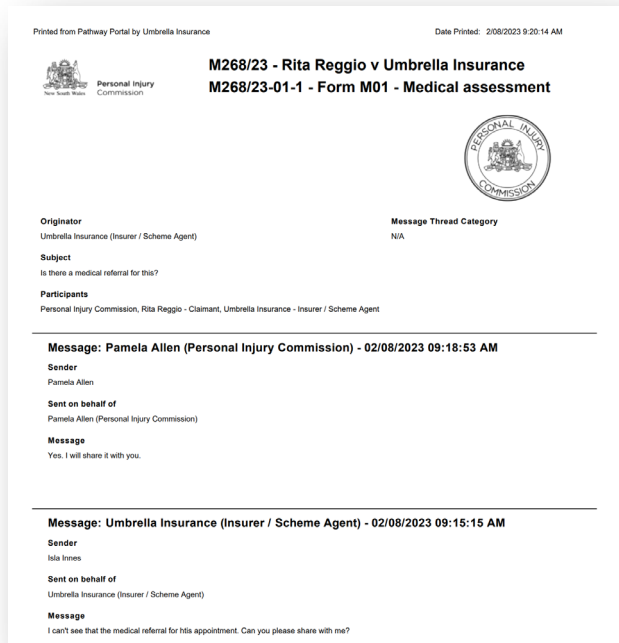 Printed from Pathway Portal by Umbrella Insurance
Date Printed: 2/08/2023 9:20:14 AM
M268/23 - Rita Reggio v Umbrella Insurance
M268/23-01-1 - Form M01 - Medical assessment
New South Wales
Personal Injury
Commission
PERSONAL INJURY
COMMISSION
Originator
Umbrella Insurance (Insurer / Scheme Agent)
Message Thread Category
N/A
Subject
Is there a medical referral for this?
Participants
Personal Injury Commission, Rita Reggio - Claimant, Umbrella Insurance - Insurer / Scheme Agent
Message: Pamela Allen (Personal Injury Commission) - 02/08/2023 09:18:53 AM
Sender
Pamela Allen
Sent on behalf of
Pamela Allen (Personal Injury Commission)
Message
Yes. I will share it with you.
Message: Umbrella Insurance (Insurer / Scheme Agent) - 02/08/2023 09:15:15 AM
Sender
Isla Innes
Sent on behalf of
Umbrella Insurance (Insurer / Scheme Agent)
Message
I can't see that the medical referral for htis appointment. Can you please share with me?